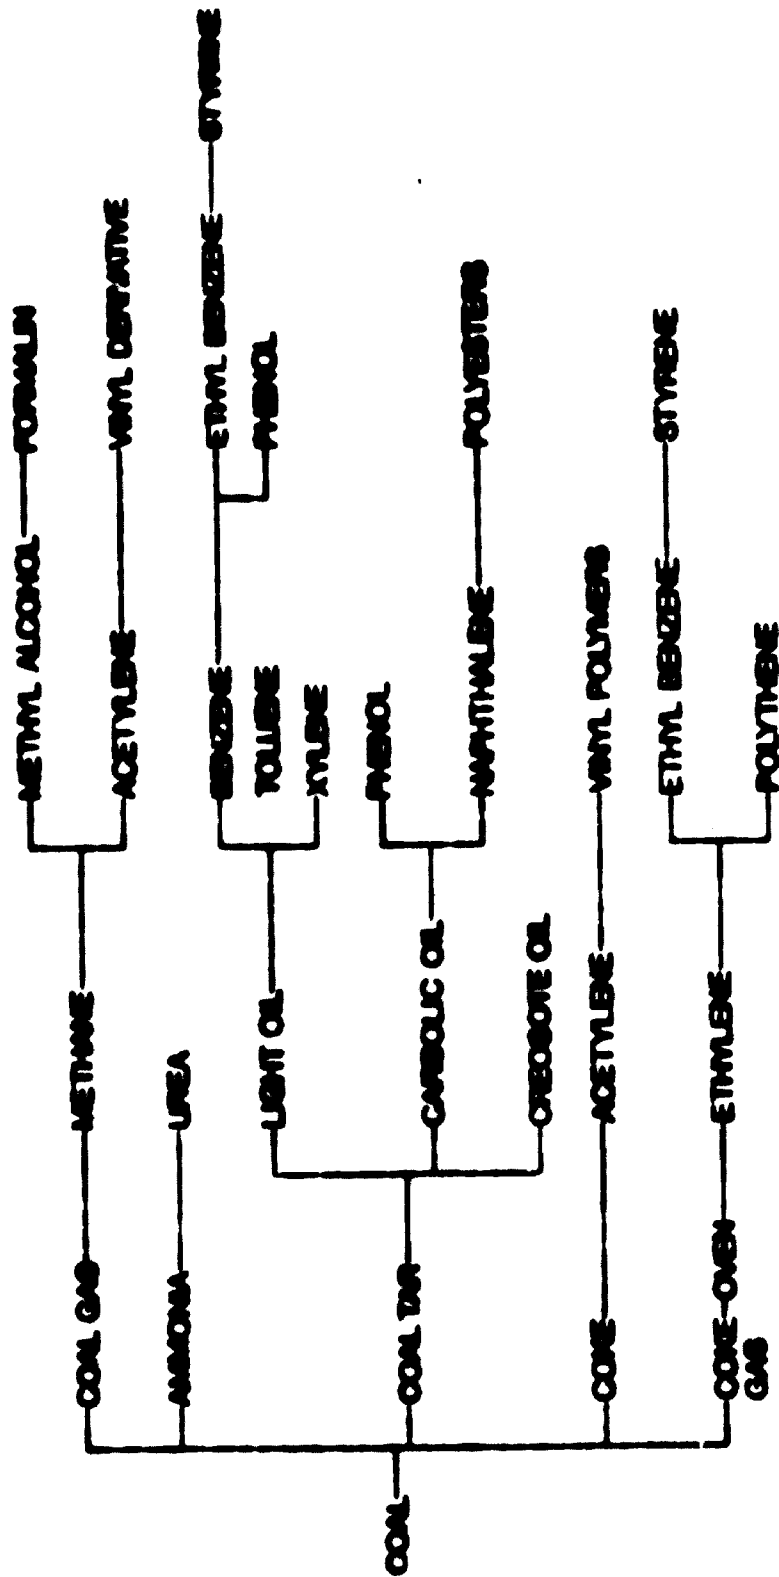 COAL
COAL GAS
METHANE
METHYL ALCOHOL
FORMALIN
ACETYLENE
VINYL DERIVATIVE
AMMONIA
UREA
COAL TAR
LIGHT OIL
BENZENE
ETHYL BENZENE
STYRENE
PHENOL
TOLUENE
XYLENE
CARBOLIC OIL
PHENOL
NAPHTHALENE
POLYESTERS
CREOSOTE OIL
COKE
ACETYLENE
VINYL POLYMERS
COKE OVEN
GAS
ETHYLENE
ETHYL BENZENE
STYRENE
POLYTHENE